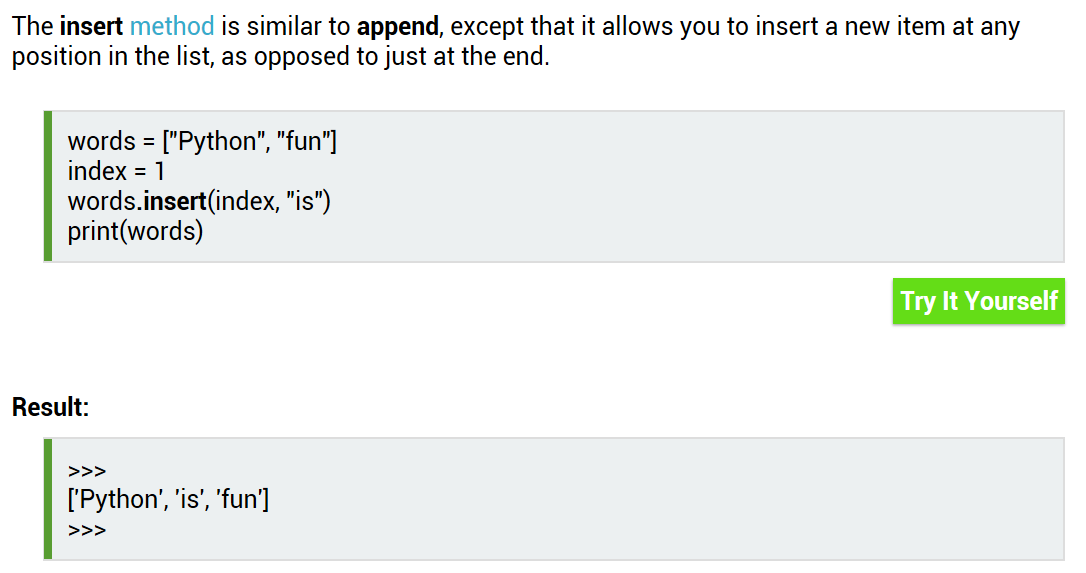 The insert method is similar to append, except that it allows you to insert a new item at any
position in the list, as opposed to just at the end.
words = ["Python", "fun"]
index = 1
words.insert(index, "is")
print(words)
Try It Yourself
Result:
>>>
['Python', 'is', 'fun']
>>>